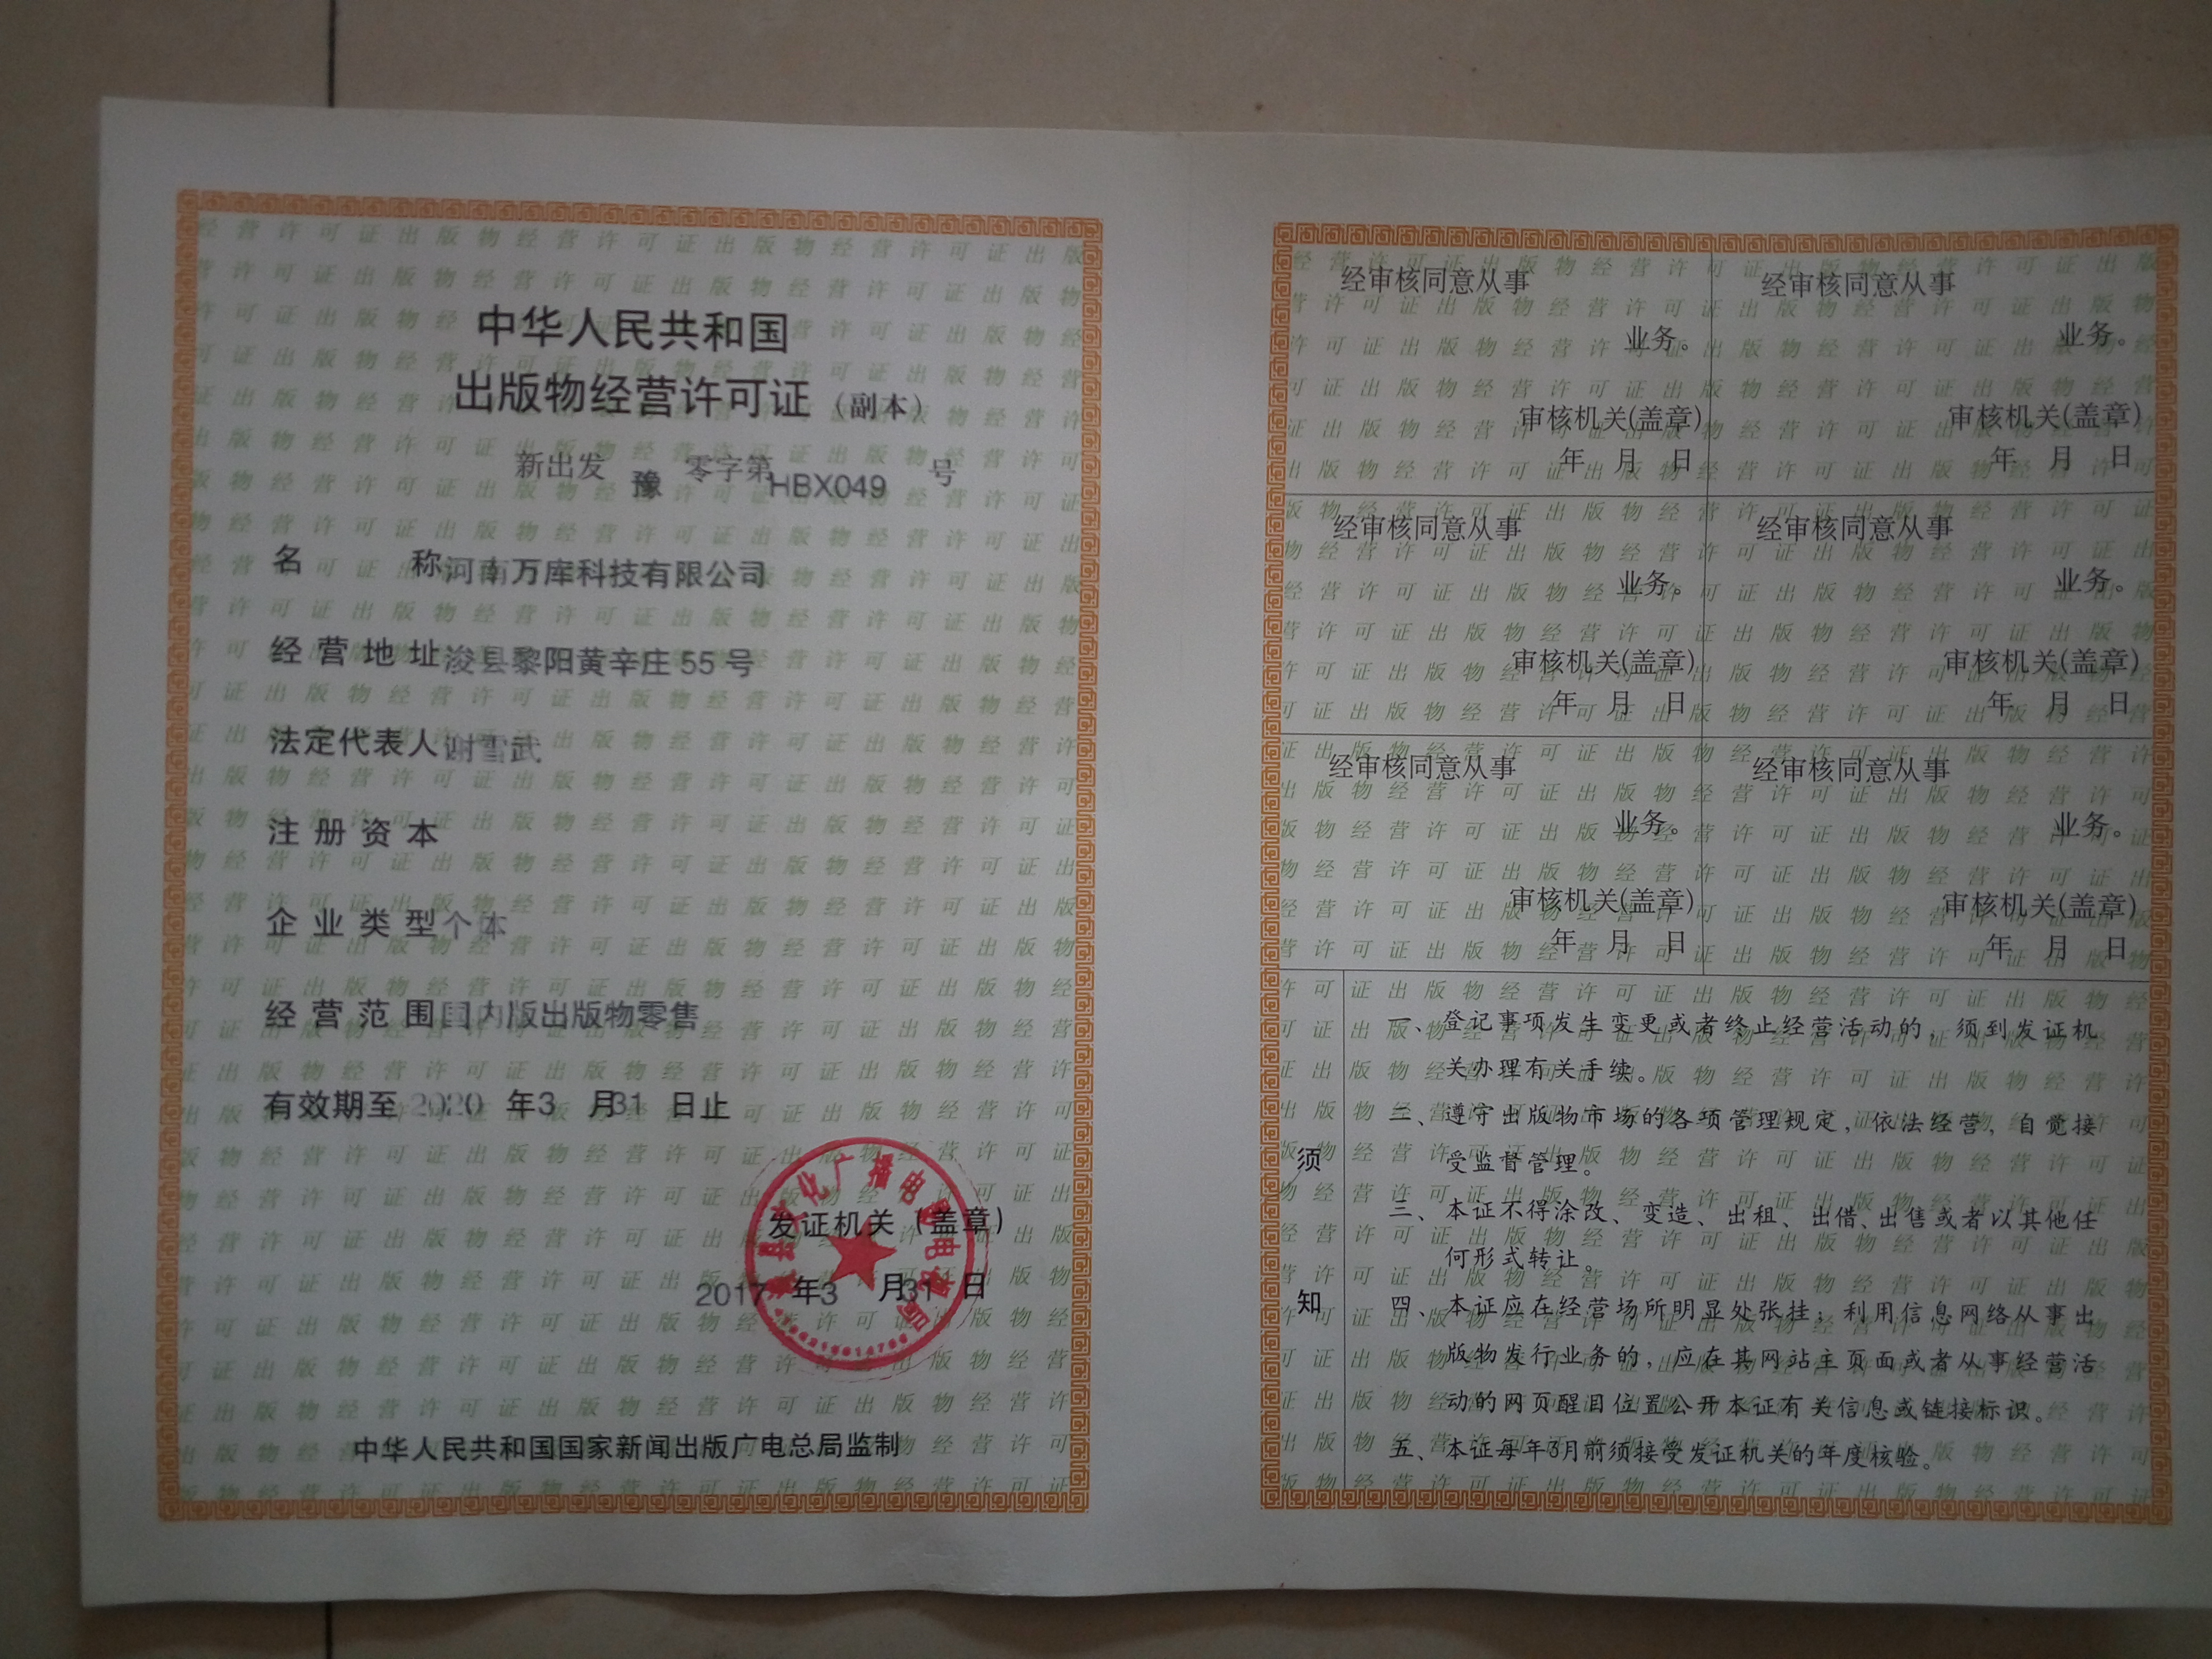 中华人民共和国
出版物经营许可证（副本）
新出发 豫 零字第HBX049 号
名 称 河南万库科技有限公司
经营地址 浚县黎阳黄辛庄 55 号
法定代表人 谢雪武
注册资本
企业类型 个体
经营范围 国内版出版物零售
有效期至 2020 年3 月31 日止
发证机关（盖章）
2017 年3 月31 日
中华人民共和国国家新闻出版广电总局监制
经审核同意从事
业务。
审核机关(盖章)
年 月 日
经审核同意从事
业务。
审核机关(盖章)
年 月 日
经审核同意从事
业务。
审核机关(盖章)
年 月 日
经审核同意从事
业务。
审核机关(盖章)
年 月 日
经审核同意从事
业务。
审核机关(盖章)
年 月 日
经审核同意从事
业务。
审核机关(盖章)
年 月 日
须知
一、登记事项发生变更或者终止经营活动的，须到发证机
关办理有关手续。
二、遵守出版物市场的各项管理规定，依法经营，自觉接
受监督管理。
三、本证不得涂改、变造、出租、出借、出售或者以其他任
何形式转让。
四、本证应在经营场所明显处张挂；利用信息网络从事出
版物发行业务的，应在其网站主页面或者从事经营活
动的网页醒目位置公开本证有关信息或链接标识。
五、本证每年3月前须接受发证机关的年度核验。